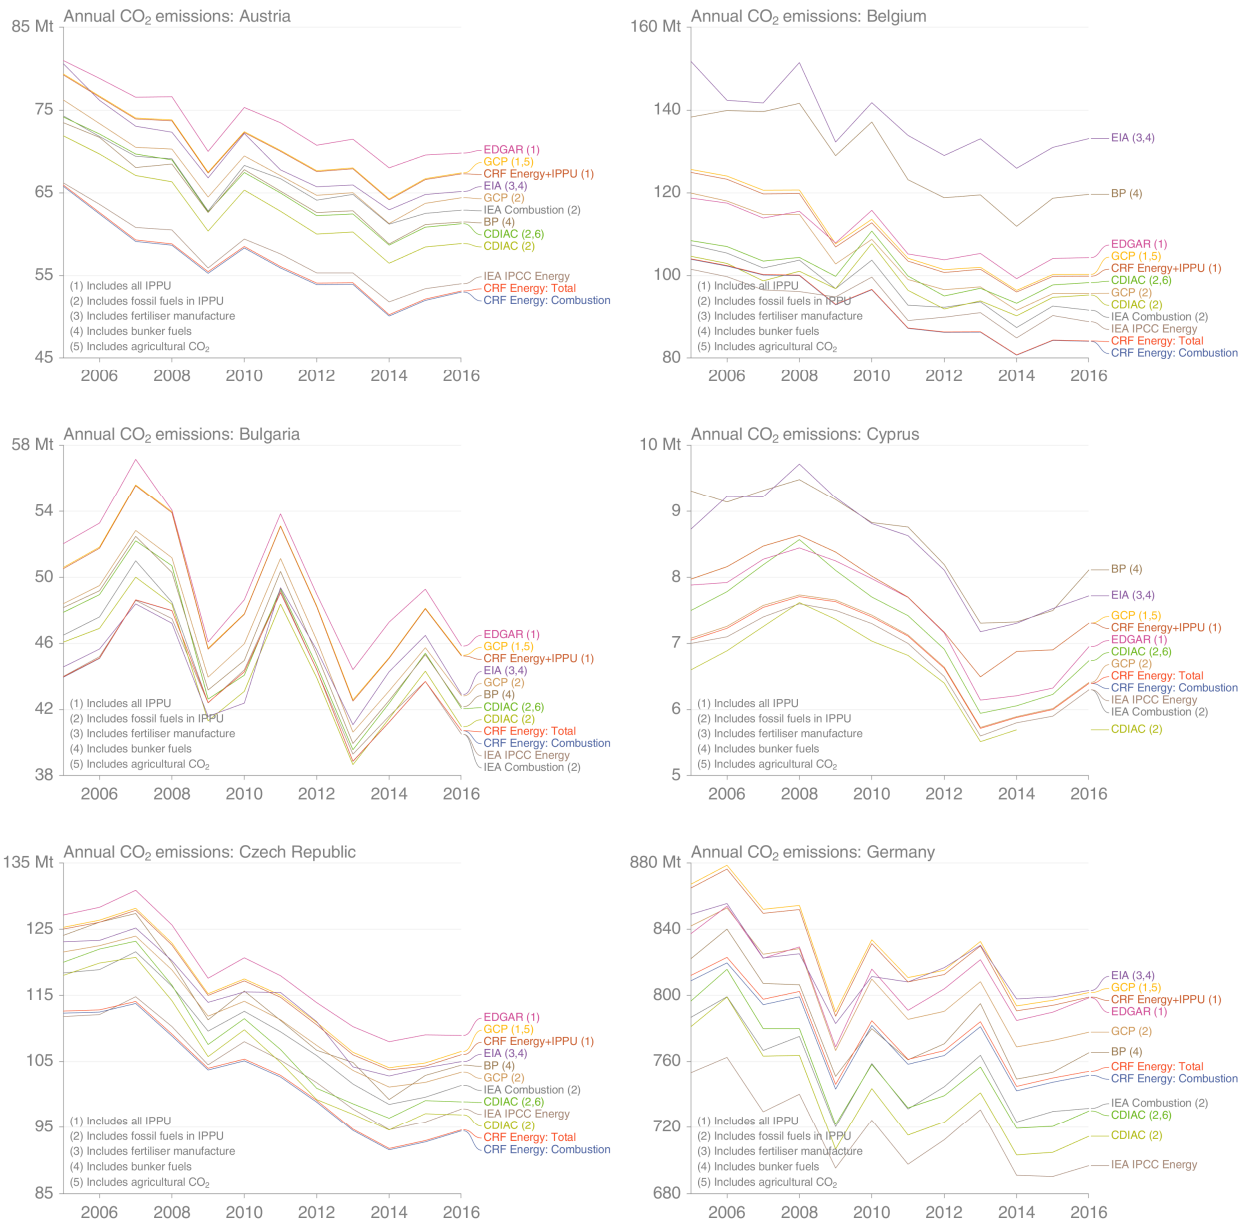 Annual CO2 emissions: Austria
85 Mt
75
65
55
45
EDGAR (1)
GCP (1,5)
CRF Energy+IPPU (1)
EIA (3,4)
GCP (2)
IEA Combustion (2)
BP (4)
CDIAC (2,6)
CDIAC (2)
IEA IPCC Energy
CRF Energy: Total
CRF Energy: Combustion
(1) Includes all IPPU
(2) Includes fossil fuels in IPPU
(3) Includes fertiliser manufacture
(4) Includes bunker fuels
(5) Includes agricultural CO2
2006 2008 2010 2012 2014 2016
Annual CO2 emissions: Belgium
160 Mt
140
120
100
80
EIA (3,4)
BP (4)
EDGAR (1)
GCP (1,5)
CRF Energy+IPPU (1)
CDIAC (2,6)
GCP (2)
CDIAC (2)
IEA Combustion (2)
IEA IPCC Energy
CRF Energy: Total
CRF Energy: Combustion
(1) Includes all IPPU
(2) Includes fossil fuels in IPPU
(3) Includes fertiliser manufacture
(4) Includes bunker fuels
(5) Includes agricultural CO2
2006 2008 2010 2012 2014 2016
Annual CO2 emissions: Bulgaria
58 Mt
54
50
46
42
38
EDGAR (1)
GCP (1,5)
CRF Energy+IPPU (1)
EIA (3,4)
GCP (2)
BP (4)
CDIAC (2,6)
CDIAC (2)
CRF Energy: Total
CRF Energy: Combustion
IEA IPCC Energy
IEA Combustion (2)
(1) Includes all IPPU
(2) Includes fossil fuels in IPPU
(3) Includes fertiliser manufacture
(4) Includes bunker fuels
(5) Includes agricultural CO2
2006 2008 2010 2012 2014 2016
Annual CO2 emissions: Cyprus
10 Mt
9
8
7
6
5
BP (4)
EIA (3,4)
GCP (1,5)
CRF Energy+IPPU (1)
EDGAR (1)
CDIAC (2,6)
GCP (2)
CRF Energy: Total
CRF Energy: Combustion
IEA IPCC Energy
IEA Combustion (2)
CDIAC (2)
(1) Includes all IPPU
(2) Includes fossil fuels in IPPU
(3) Includes fertiliser manufacture
(4) Includes bunker fuels
(5) Includes agricultural CO2
2006 2008 2010 2012 2014 2016
Annual CO2 emissions: Czech Republic
135 Mt
125
115
105
95
85
EDGAR (1)
GCP (1,5)
CRF Energy+IPPU (1)
EIA (3,4)
BP (4)
GCP (2)
IEA Combustion (2)
CDIAC (2,6)
IEA IPCC Energy
CDIAC (2)
CRF Energy: Total
CRF Energy: Combustion
(1) Includes all IPPU
(2) Includes fossil fuels in IPPU
(3) Includes fertiliser manufacture
(4) Includes bunker fuels
(5) Includes agricultural CO2
2006 2008 2010 2012 2014 2016
Annual CO2 emissions: Germany
880 Mt
840
800
760
720
680
EIA (3,4)
GCP (1,5)
CRF Energy+IPPU (1)
EDGAR (1)
GCP (2)
BP (4)
CRF Energy: Total
CRF Energy: Combustion
IEA Combustion (2)
CDIAC (2,6)
CDIAC (2)
IEA IPCC Energy
(1) Includes all IPPU
(2) Includes fossil fuels in IPPU
(3) Includes fertiliser manufacture
(4) Includes bunker fuels
(5) Includes agricultural CO2
2006 2008 2010 2012 2014 2016